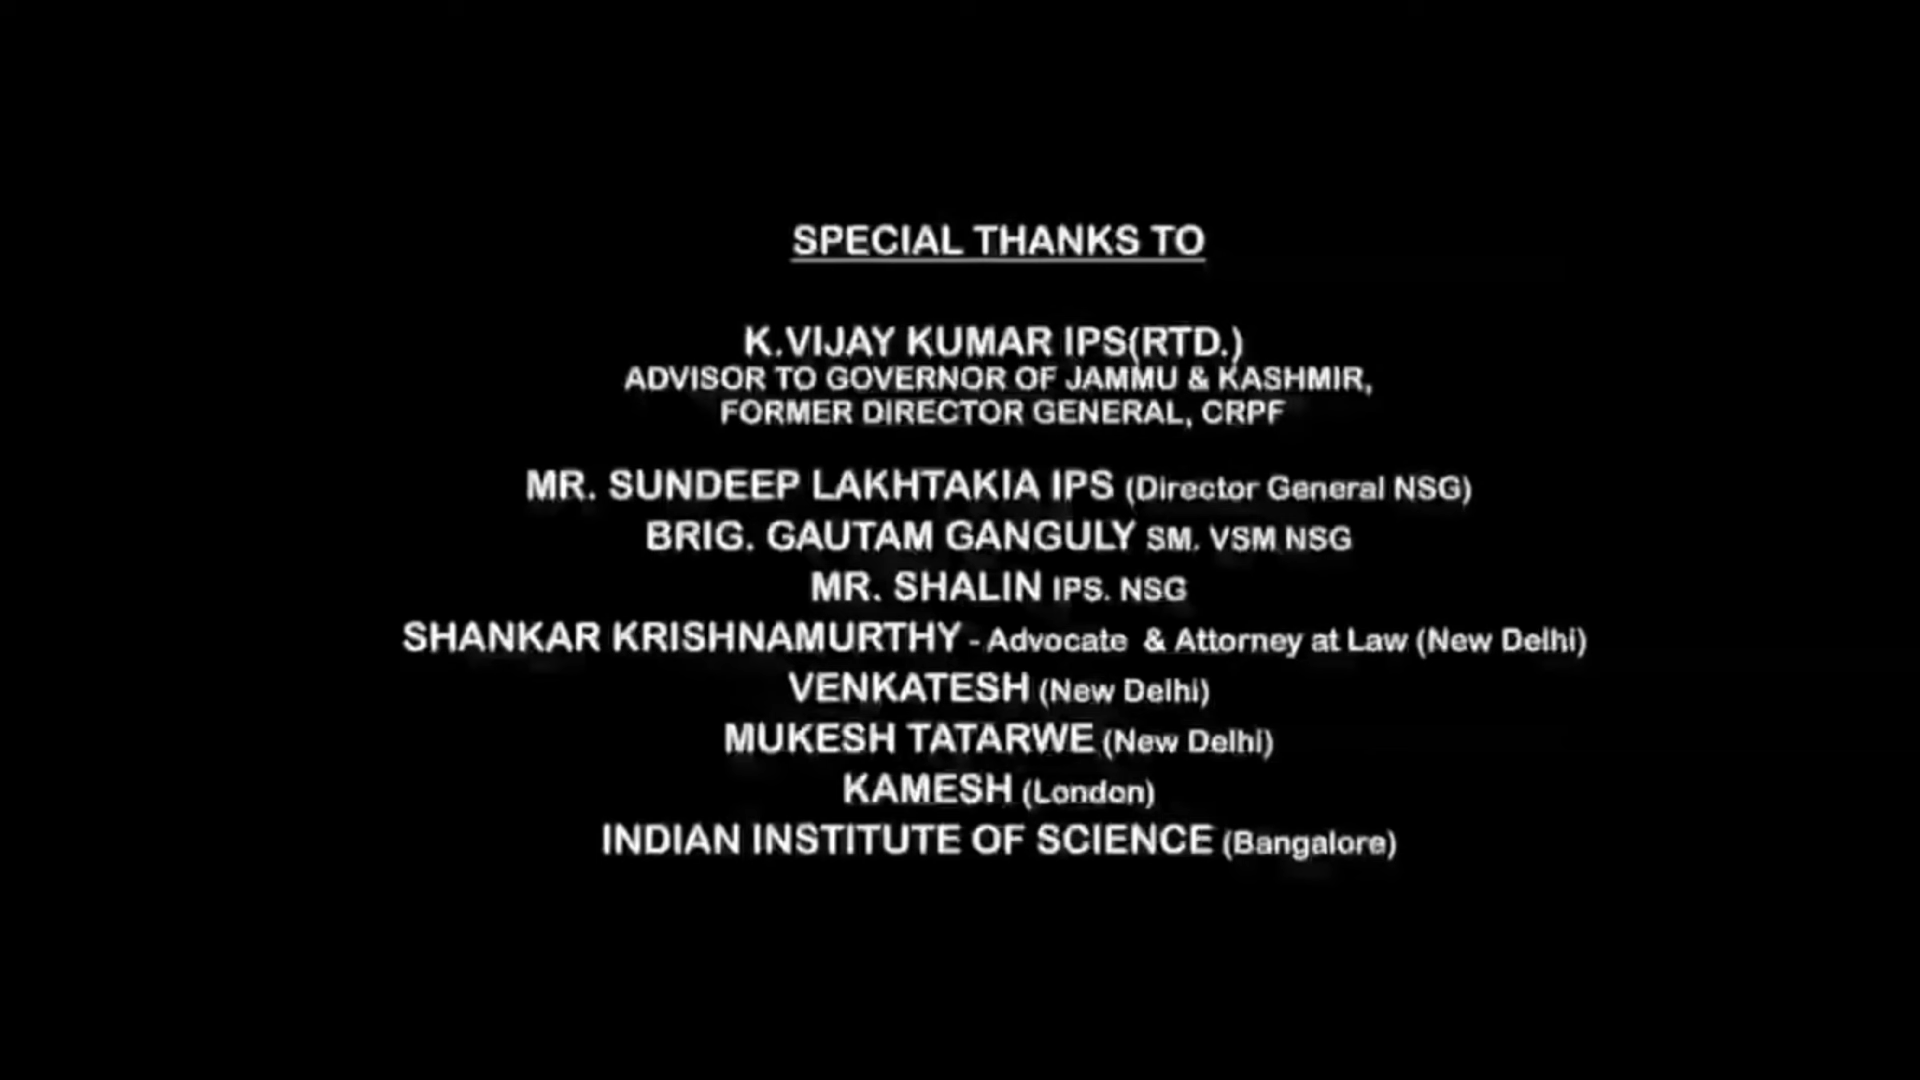 SPECIAL THANKS TO
K.VIJAY KUMAR IPS(RTD.)
ADVISOR TO GOVERNOR OF JAMMU & KASHMIR,
FORMER DIRECTOR GENERAL, CRPF
MR. SUNDEEP LAKHTAKIA IPS (Director General NSG)
BRIG. GAUTAM GANGULY SM. VSM NSG
MR. SHALIN IPS. NSG
SHANKAR KRISHNAMURTHY - Advocate & Attorney at Law (New Delhi)
VENKATESH (New Delhi)
MUKESH TATARWE (New Delhi)
KAMESH (London)
INDIAN INSTITUTE OF SCIENCE (Bangalore)